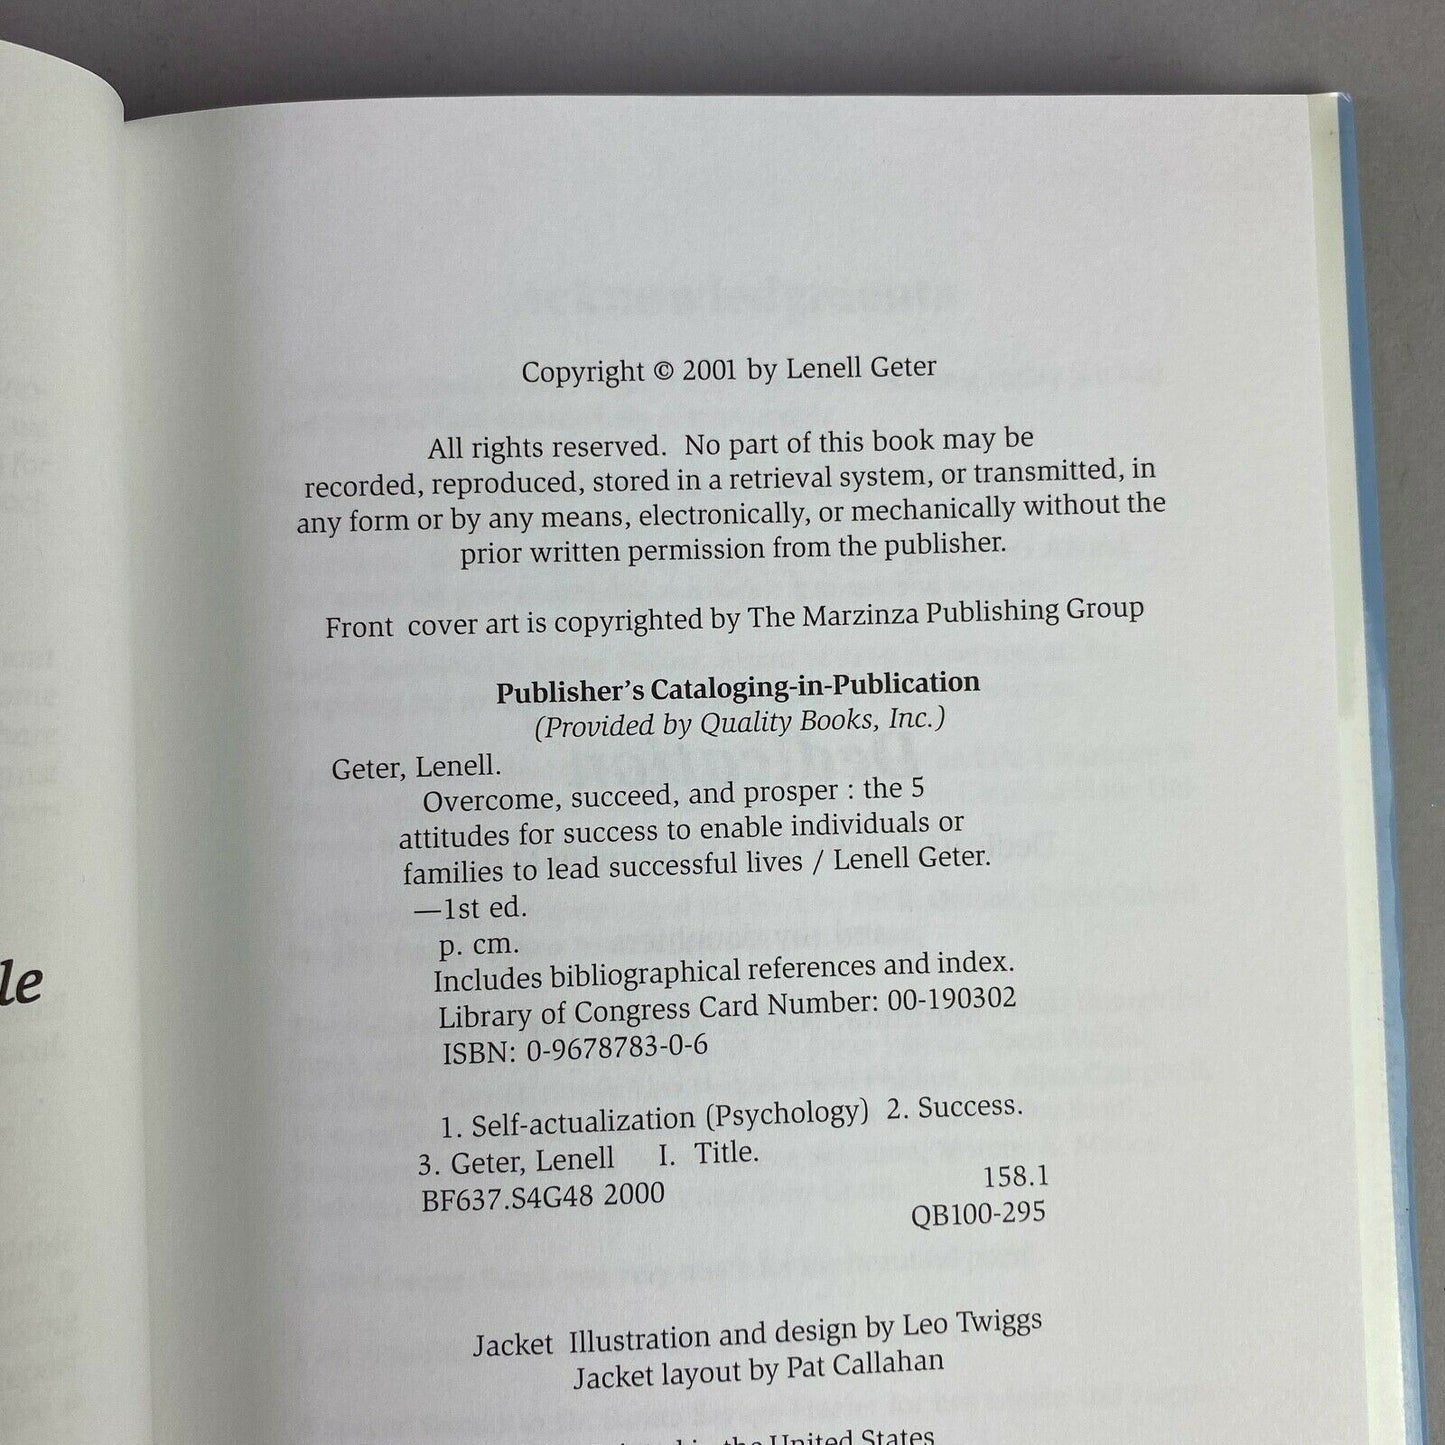 le
Copyright © 2001 by Lenell Geter
All rights reserved. No part of this book may be
recorded, reproduced, stored in a retrieval system, or transmitted, in
any form or by any means, electronically, or mechanically without the
prior written permission from the publisher.
Front cover art is copyrighted by The Marzinza Publishing Group
Publisher's Cataloging-in-Publication
(Provided by Quality Books, Inc.)
Geter, Lenell.
Overcome, succeed, and prosper : the 5
attitudes for success to enable individuals or
families to lead successful lives / Lenell Geter.
—1st ed.
p. cm.
Includes bibliographical references and index.
Library of Congress Card Number: 00-190302
ISBN: 0-9678783-0-6
1. Self-actualization (Psychology) 2. Success.
3. Geter, Lenell I. Title.
BF637.S4G48 2000 158.1
QB100-295
Jacket Illustration and design by Leo Twiggs
Jacket layout by Pat Callahan
in the United States